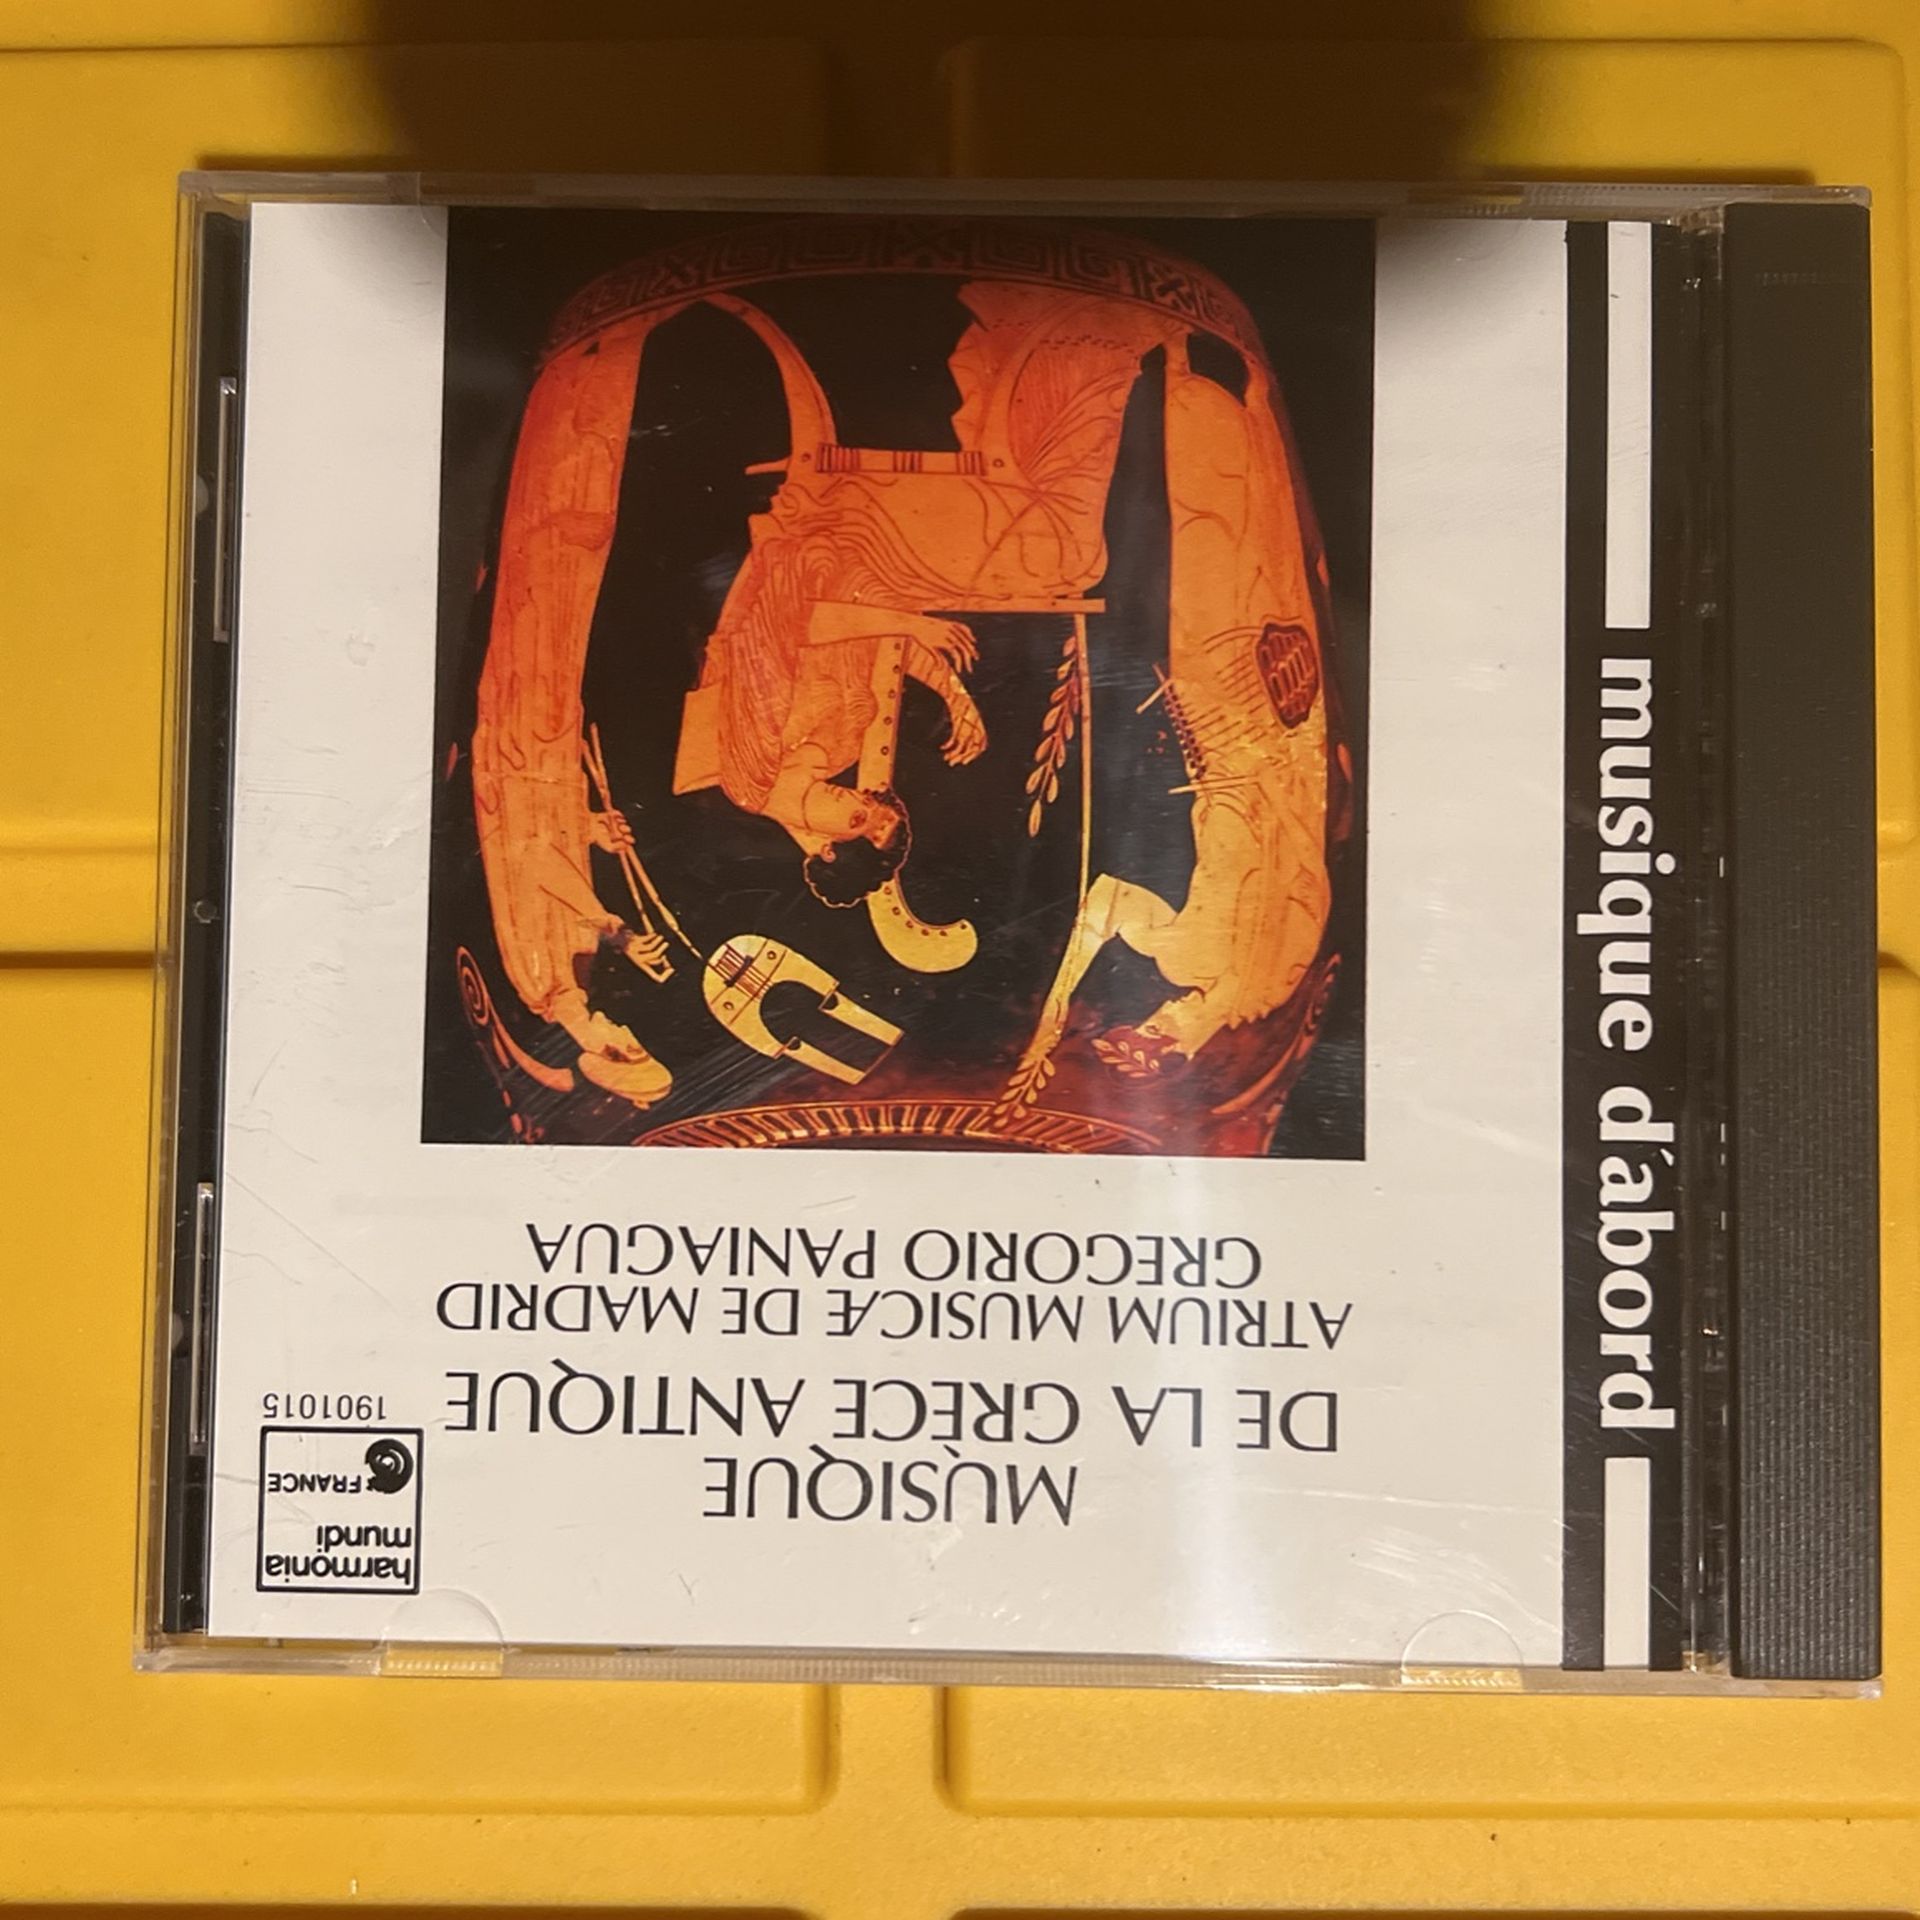 MUSIQUE
DE LA GRÈCE ANTIQUE
ATRIUM MUSICÆ DE MADRID
GREGORIO PANIAGUA
harmonia
mundi
FRANCE
1901015
musique d'abord